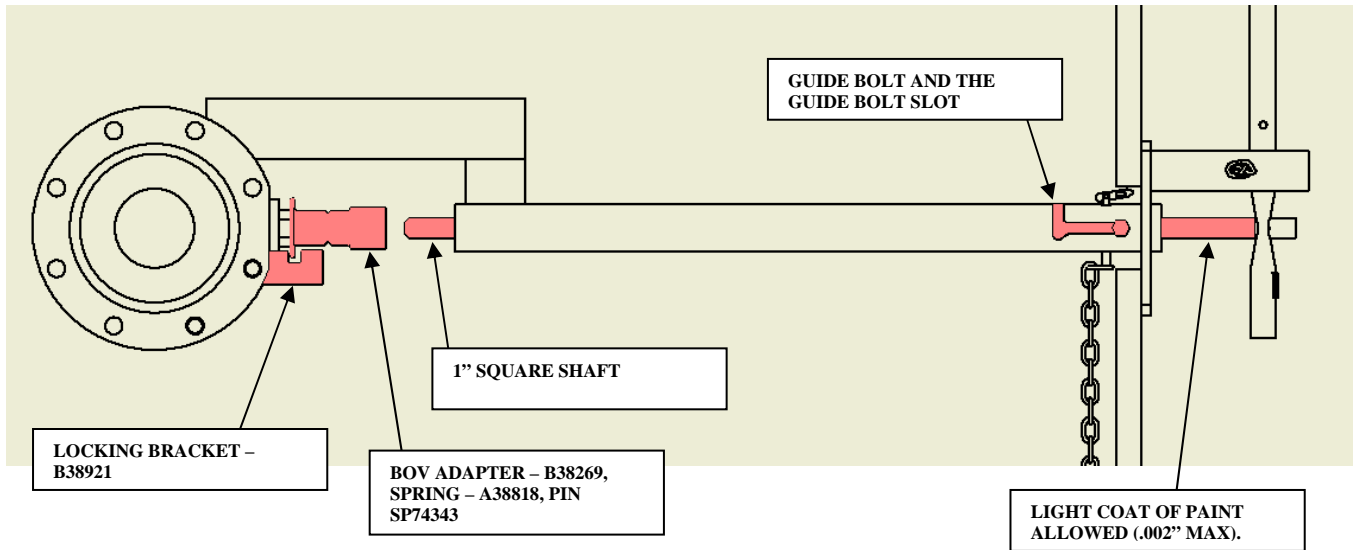 GUIDE BOLT AND THE
GUIDE BOLT SLOT
1” SQUARE SHAFT
LOCKING BRACKET –
B38921
BOV ADAPTER – B38269,
SPRING – A38818, PIN
SP74343
LIGHT COAT OF PAINT
ALLOWED (.002” MAX).